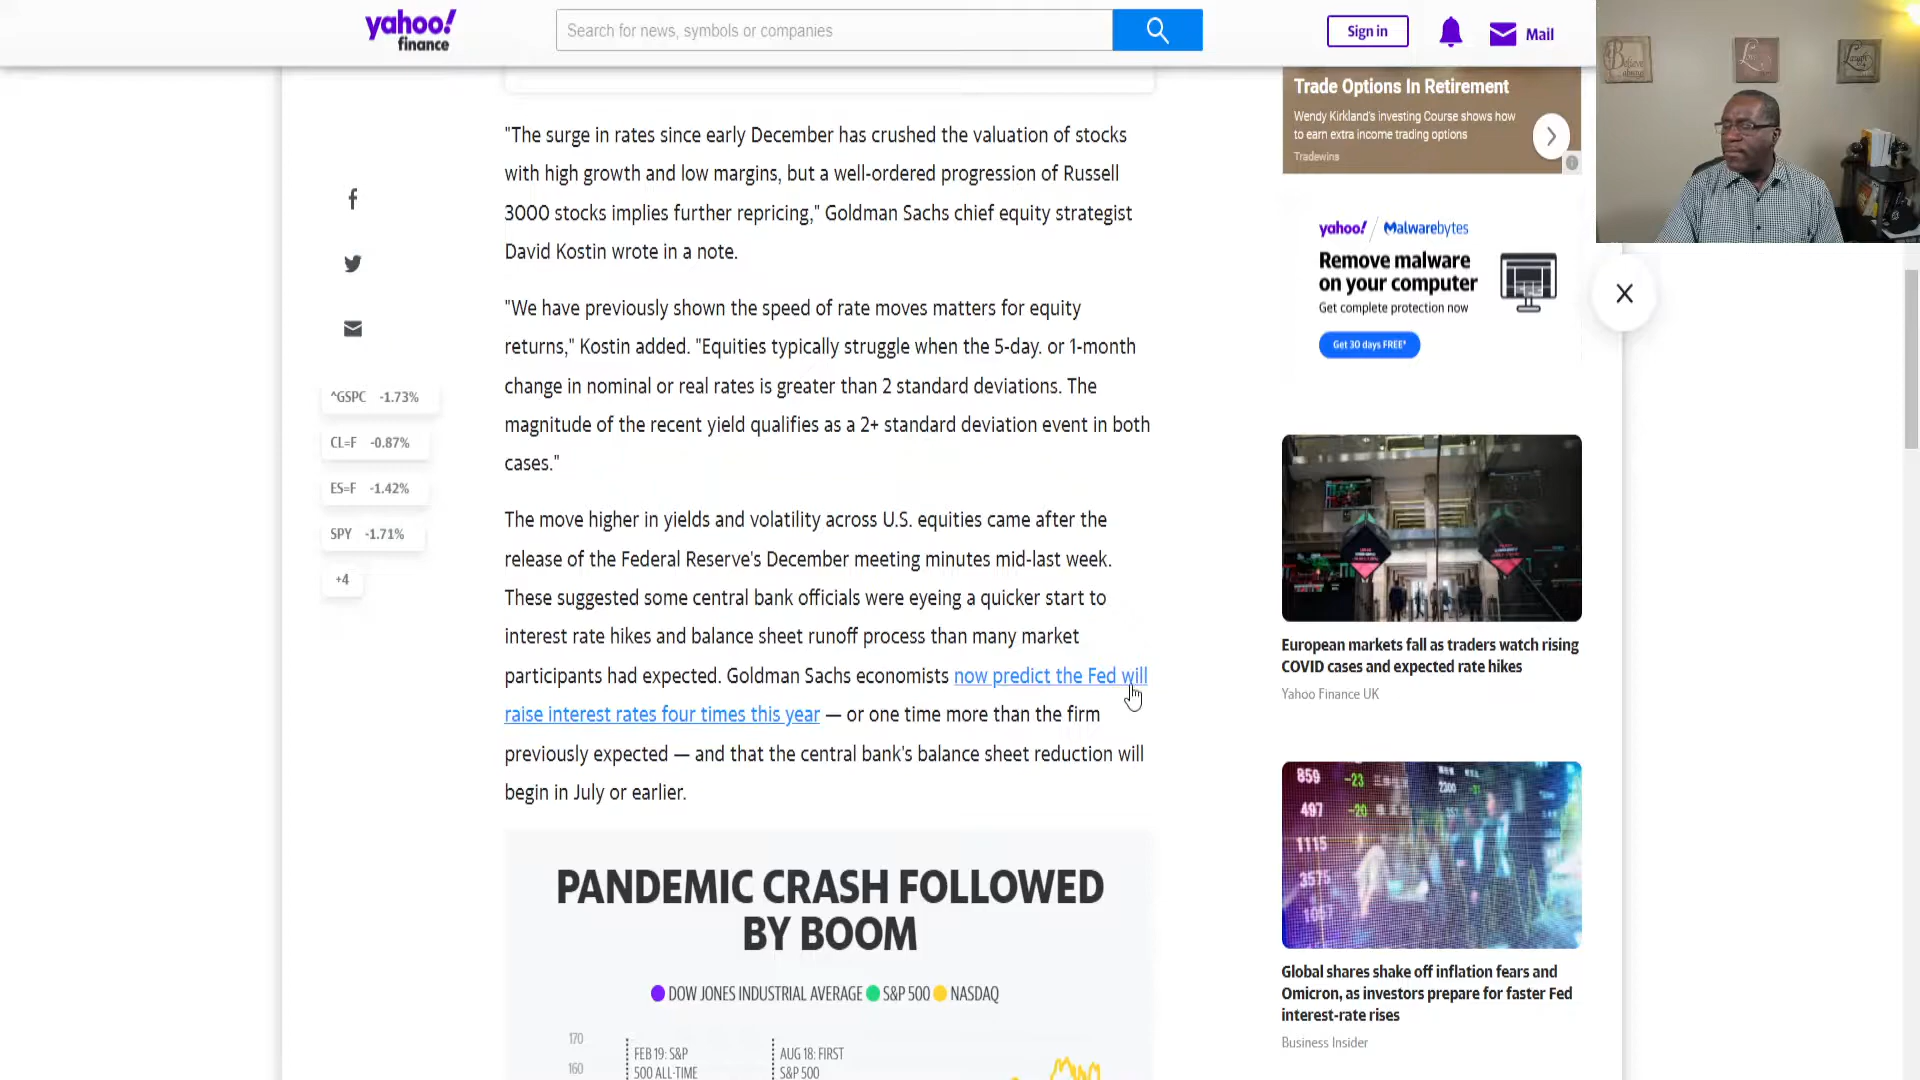 yahoo!
finance
Search for news, symbols or companies
Sign in
Mail
^GSPC -1.73%
CL=F -0.87%
ES=F -1.42%
SPY -1.71%
+4
"The surge in rates since early December has crushed the valuation of stocks
with high growth and low margins, but a well-ordered progression of Russell
3000 stocks implies further repricing," Goldman Sachs chief equity strategist
David Kostin wrote in a note.
"We have previously shown the speed of rate moves matters for equity
returns," Kostin added. "Equities typically struggle when the 5-day. or 1-month
change in nominal or real rates is greater than 2 standard deviations. The
magnitude of the recent yield qualifies as a 2+ standard deviation event in both
cases."
The move higher in yields and volatility across U.S. equities came after the
release of the Federal Reserve's December meeting minutes mid-last week.
These suggested some central bank officials were eyeing a quicker start to
interest rate hikes and balance sheet runoff process than many market
participants had expected. Goldman Sachs economists now predict the Fed will
raise interest rates four times this year — or one time more than the firm
previously expected — and that the central bank's balance sheet reduction will
begin in July or earlier.
PANDEMIC CRASH FOLLOWED
BY BOOM
DOW JONES INDUSTRIAL AVERAGE S&P 500 NASDAQ
170
160
FEB 19: S&P
500 ALL-TIME
AUG 18: FIRST
S&P 500
Trade Options In Retirement
Wendy Kirkland's investing Course shows how
to earn extra income trading options
Tradewins
yahoo! / Malwarebytes
Remove malware
on your computer
Get complete protection now
Get 30 days FREE*
European markets fall as traders watch rising
COVID cases and expected rate hikes
Yahoo Finance UK
859 -23
497 -20
1115
3575
Global shares shake off inflation fears and
Omicron, as investors prepare for faster Fed
interest-rate rises
Business Insider
Believe